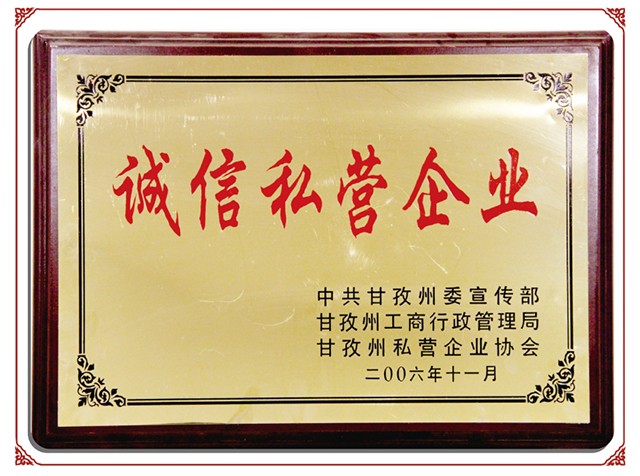 诚信私营企业
中共甘孜州委宣传部
甘孜州工商行政管理局
甘孜州私营企业协会
二00六年十一月